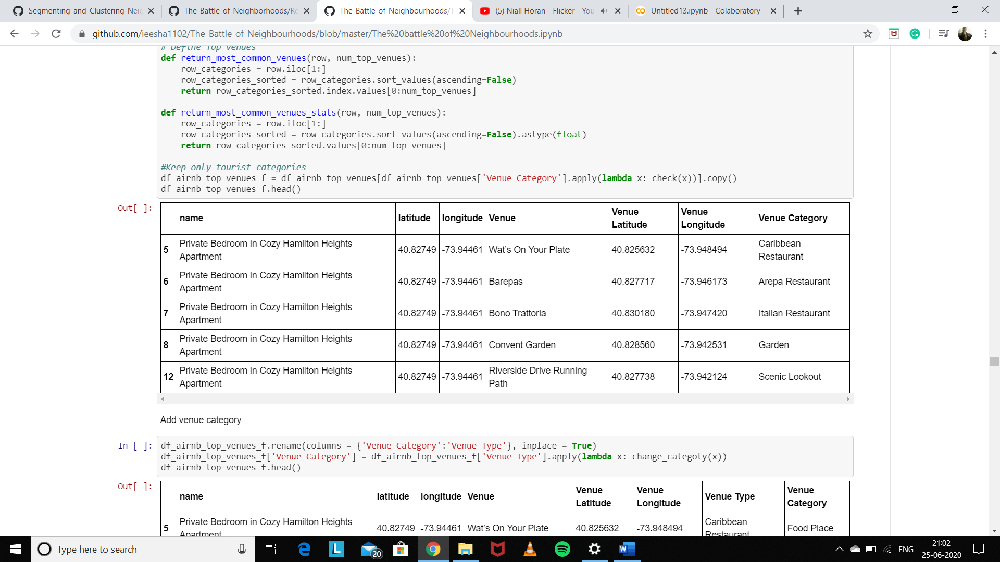 Segmenting-and-Clustering-Neig
The-Battle-of-Neighborhoods/Re
The-Battle-of-Neighbourhoods/T
(5) Niall Horan - Flicker - You
Untitled13.ipynb - Colaboratory
github.com/ieesha1102/The-Battle-of-Neighbourhoods/blob/master/The%20battle%20of%20Neighbourhoods.ipynb
# Define Top Venues
def return_most_common_venues(row, num_top_venues):
    row_categories = row.iloc[1:]
    row_categories_sorted = row_categories.sort_values(ascending=False)
    return row_categories_sorted.index.values[0:num_top_venues]
def return_most_common_venues_stats(row, num_top_venues):
    row_categories = row.iloc[1:]
    row_categories_sorted = row_categories.sort_values(ascending=False).astype(float)
    return row_categories_sorted.values[0:num_top_venues]
#Keep only tourist categories
df_airnb_top_venues_f = df_airnb_top_venues[df_airnb_top_venues['Venue Category'].apply(lambda x: check(x))].copy()
df_airnb_top_venues_f.head()
Out[ ]:
name latitude longitude Venue Venue Latitude Venue Longitude Venue Category
5 Private Bedroom in Cozy Hamilton Heights Apartment 40.82749 -73.94461 Wat's On Your Plate 40.825632 -73.948494 Caribbean Restaurant
6 Private Bedroom in Cozy Hamilton Heights Apartment 40.82749 -73.94461 Barepas 40.827717 -73.946173 Arepa Restaurant
7 Private Bedroom in Cozy Hamilton Heights Apartment 40.82749 -73.94461 Bono Trattoria 40.830180 -73.947420 Italian Restaurant
8 Private Bedroom in Cozy Hamilton Heights Apartment 40.82749 -73.94461 Convent Garden 40.828560 -73.942531 Garden
12 Private Bedroom in Cozy Hamilton Heights Apartment 40.82749 -73.94461 Riverside Drive Running Path 40.827738 -73.942124 Scenic Lookout
Add venue category
In [ ]:
df_airnb_top_venues_f.rename(columns = {'Venue Category':'Venue Type'}, inplace = True)
df_airnb_top_venues_f['Venue Category'] = df_airnb_top_venues_f['Venue Type'].apply(lambda x: change_categoty(x))
df_airnb_top_venues_f.head()
Out[ ]:
name latitude longitude Venue Venue Latitude Venue Longitude Venue Type Venue Category
5 Private Bedroom in Cozy Hamilton Heights Apartment 40.82749 -73.94461 Wat's On Your Plate 40.825632 -73.948494 Caribbean Restaurant Food Place
Type here to search
20
ENG
21:02
25-06-2020